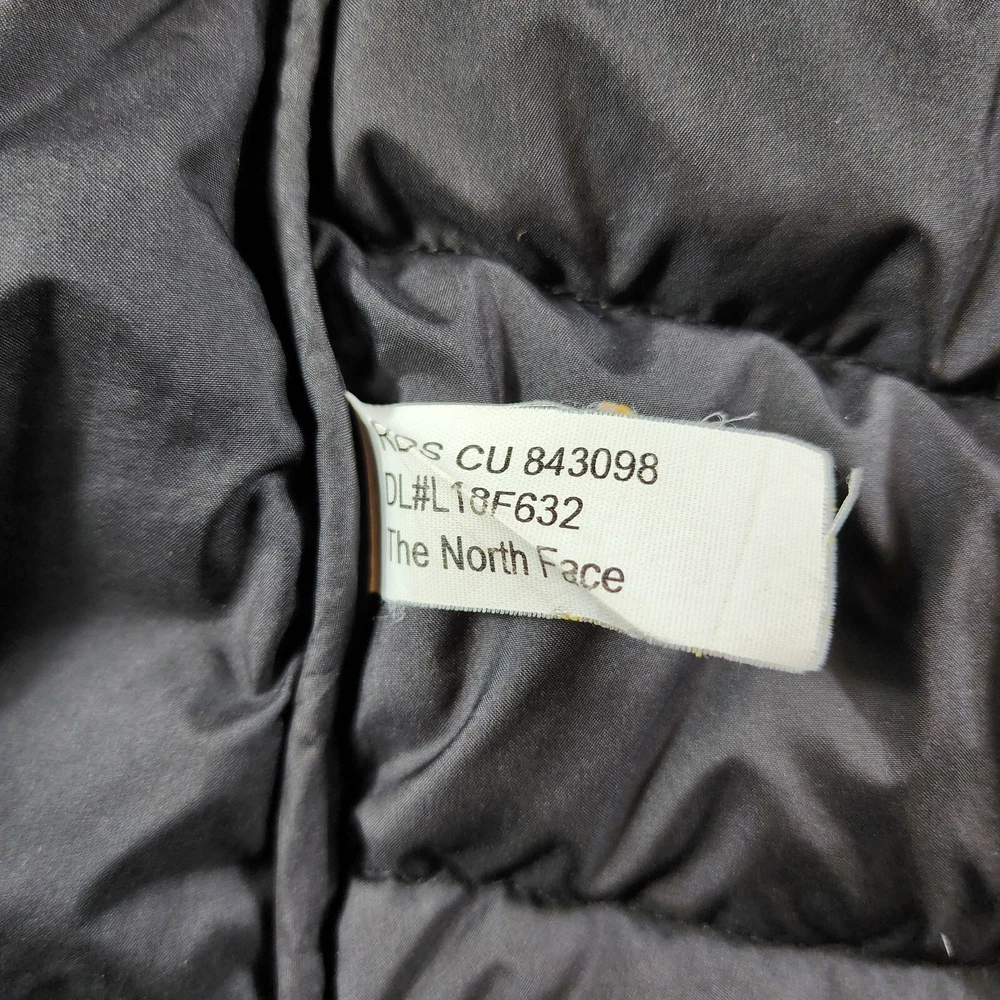 RDS CU 843098
DL#L18F632
The North Face